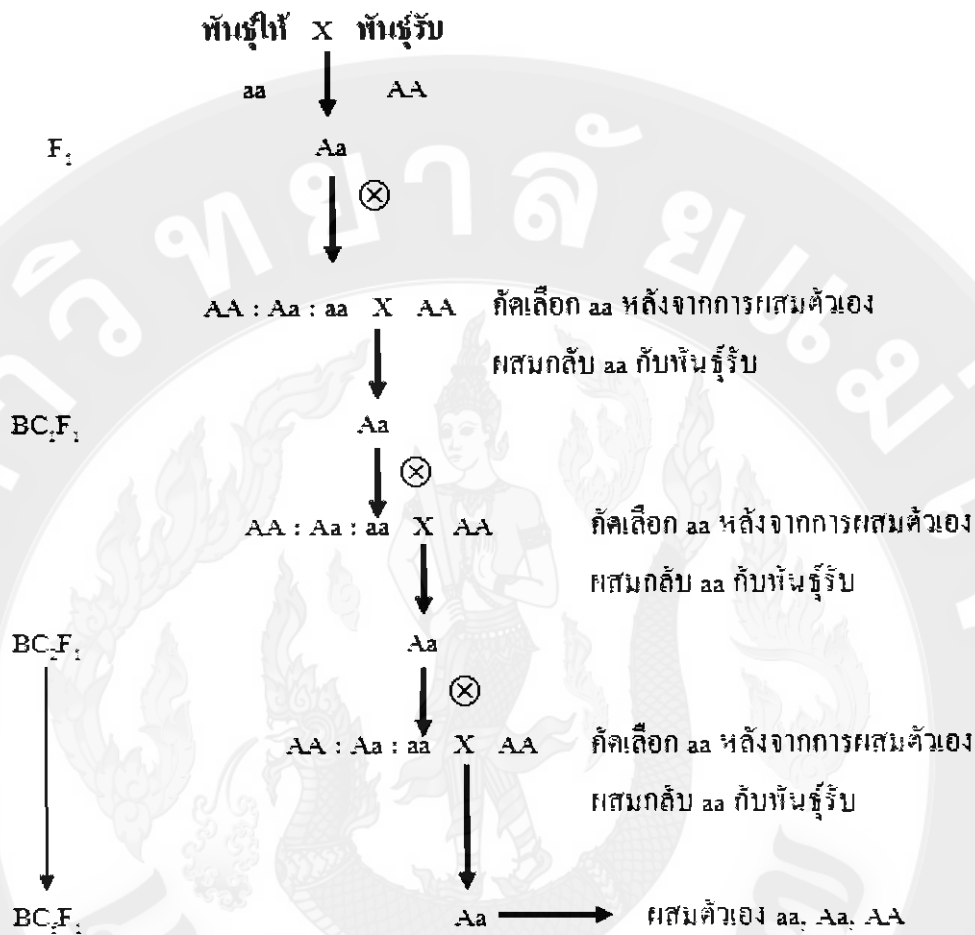 พันธุ์ให้ X พันธุ์รับ
aa AA
F₁ Aa
⊗
AA : Aa : aa X AA คัดเลือก aa หลังจากการผสมตัวเอง
ผสมกลับ aa กับพันธุ์รับ
BC₁F₁ Aa
⊗
AA : Aa : aa X AA คัดเลือก aa หลังจากการผสมตัวเอง
ผสมกลับ aa กับพันธุ์รับ
BC₂F₁ Aa
⊗
AA : Aa : aa X AA คัดเลือก aa หลังจากการผสมตัวเอง
ผสมกลับ aa กับพันธุ์รับ
Aa ผสมตัวเอง aa, Aa, AA